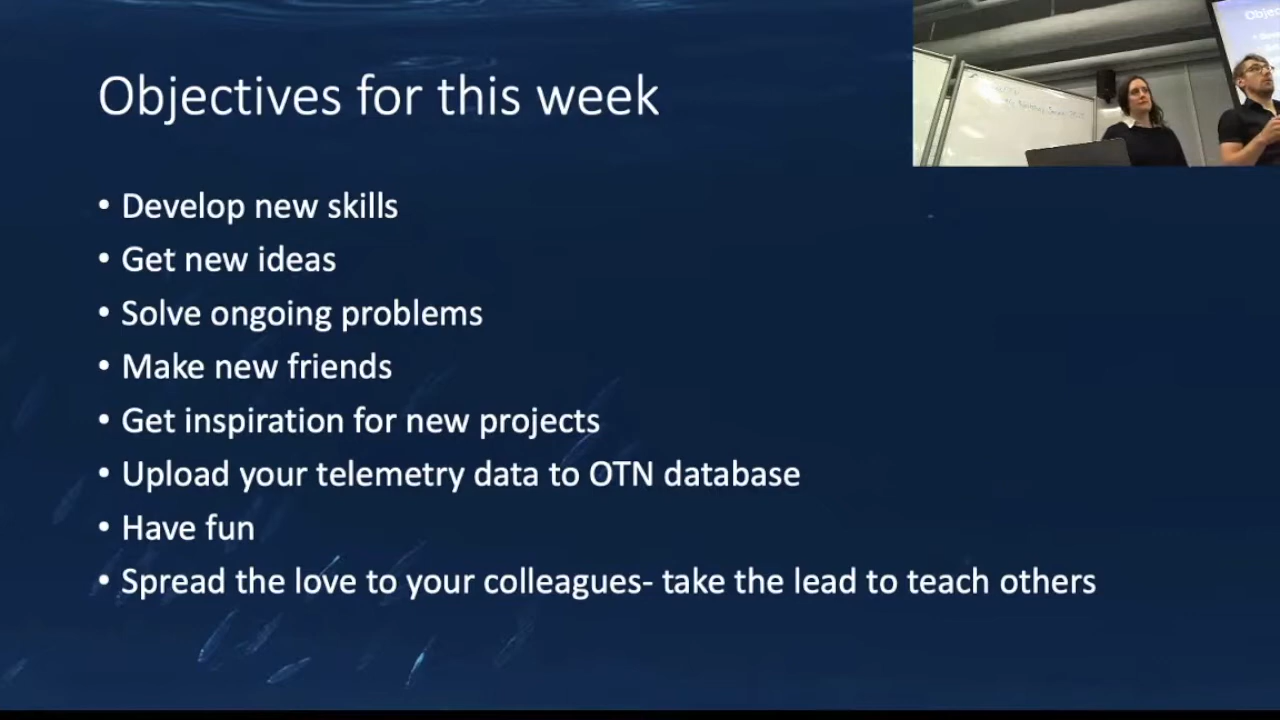 Objectives for this week
• Develop new skills
• Get new ideas
• Solve ongoing problems
• Make new friends
• Get inspiration for new projects
• Upload your telemetry data to OTN database
• Have fun
• Spread the love to your colleagues- take the lead to teach others
Objec